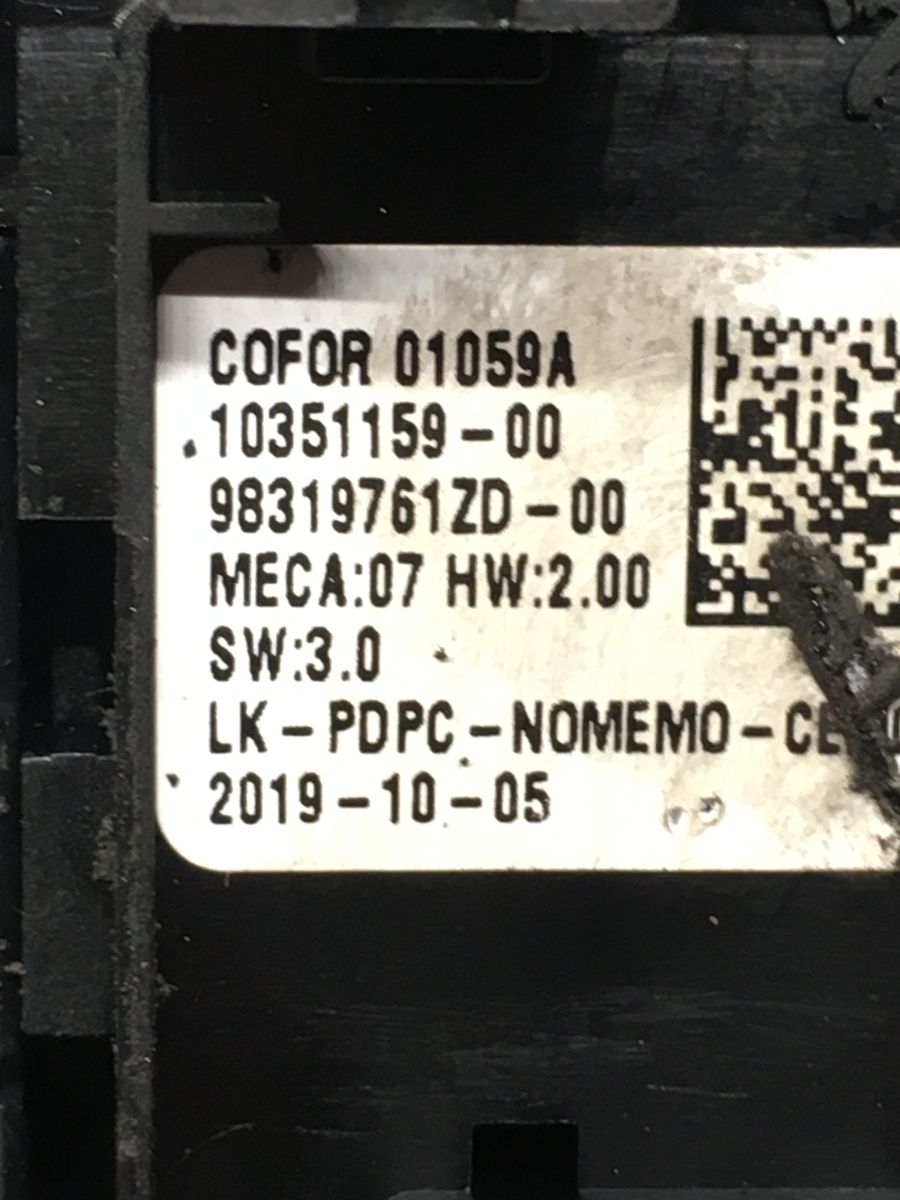 COFOR 01059A
10351159-00
98319761ZD-00
MECA:07 HW:2.00
SW:3.0
LK-PDPC-NOMEMO-
2019-10-05